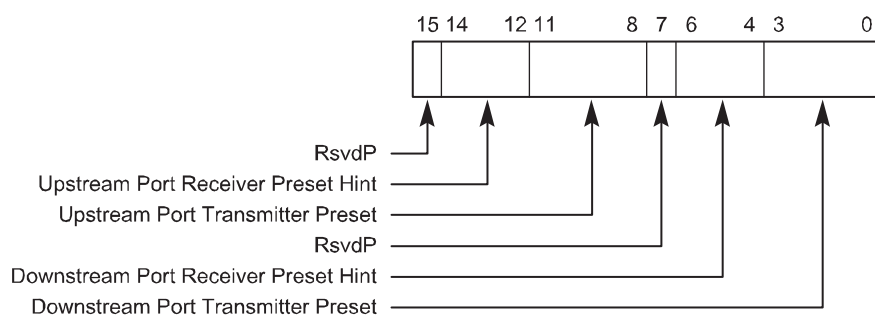 15 14 12 11 8 7 6 4 3 0
RsvdP
Upstream Port Receiver Preset Hint
Upstream Port Transmitter Preset
RsvdP
Downstream Port Receiver Preset Hint
Downstream Port Transmitter Preset